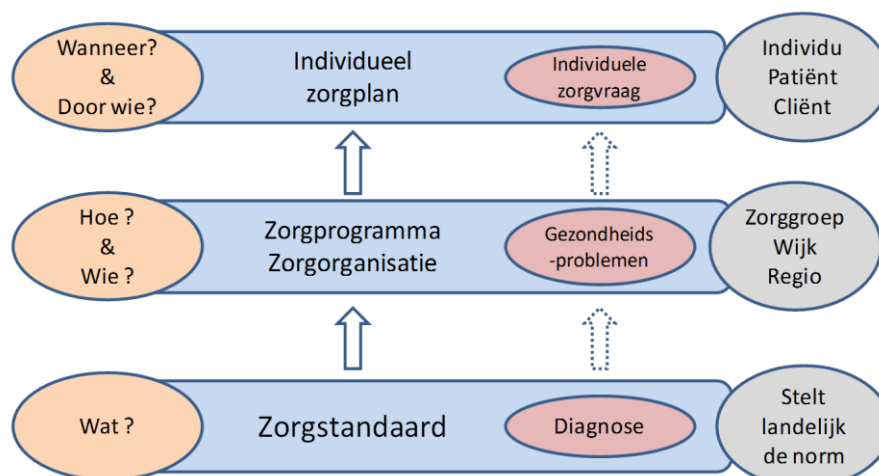 Wanneer?
&
Door wie?
Individueel
zorgplan
Individuele
zorgvraag
Individu
Patiënt
Cliënt
Hoe ?
&
Wie ?
Zorgprogramma
Zorgorganisatie
Gezondheids
-problemen
Zorggroep
Wijk
Regio
Wat ?
Zorgstandaard
Diagnose
Stelt
landelijk
de norm